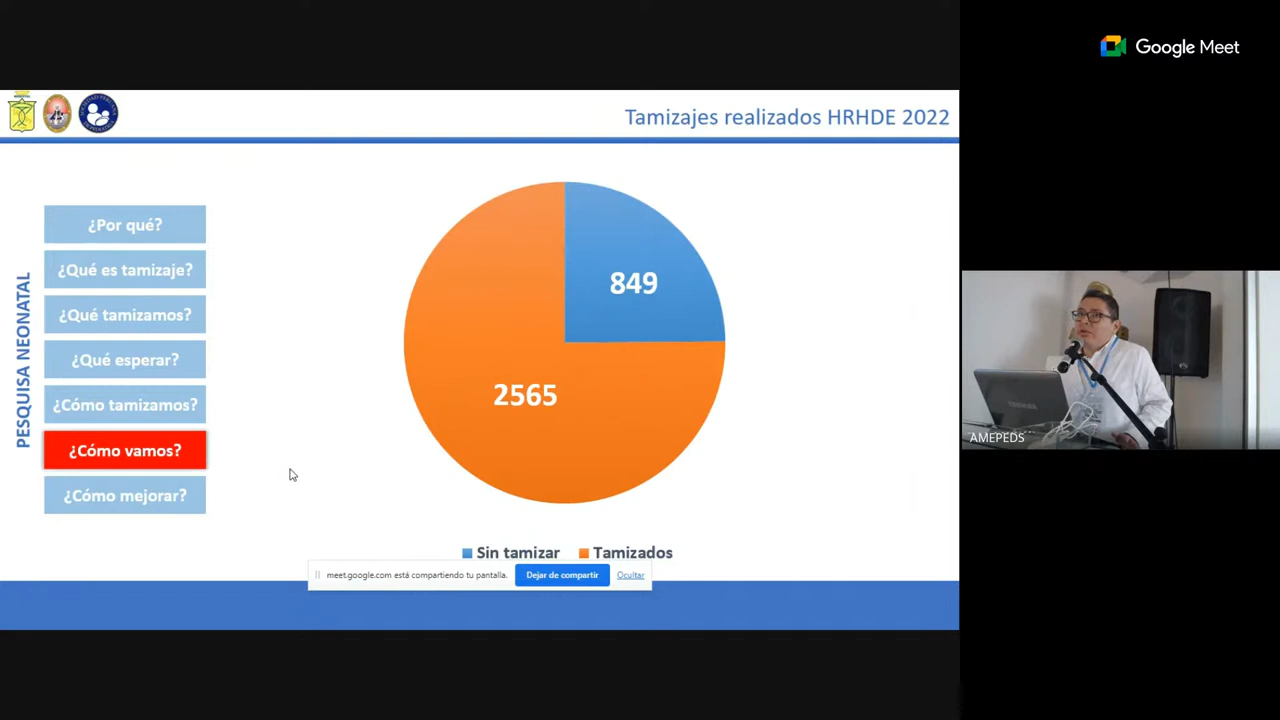 Google Meet
Tamizajes realizados HRHDE 2022
PESQUISA NEONATAL
¿Por qué?
¿Qué es tamizaje?
¿Qué tamizamos?
¿Qué esperar?
¿Cómo tamizamos?
¿Cómo vamos?
¿Cómo mejorar?
849
2565
Sin tamizar
Tamizados
meet.google.com está compartiendo tu pantalla.
Dejar de compartir
Ocultar
TOSHIBA
AMEPEDS